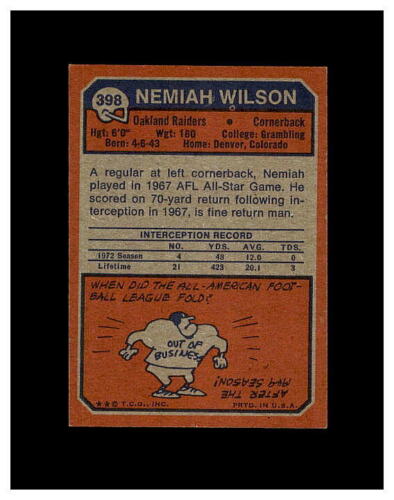 398 NEMIAH WILSON
Oakland Raiders • Cornerback
Hgt: 6'0" Wgt: 160 College: Grambling
Born: 4-6-43 Home: Denver, Colorado
A regular at left cornerback, Nemiah
played in 1967 AFL All-Star Game. He
scored on 70-yard return following in-
terception in 1967, is fine return man.
INTERCEPTION RECORD
NO. YDS. AVG. TDS.
1972 Season 4 48 12.0 0
Lifetime 21 423 20.1 3
WHEN DID THE ALL-AMERICAN FOOT-
BALL LEAGUE FOLD?
OUT OF
BUSINESS
AFTER THE
1949 SEASON!
★★© T.C.G., INC. PRTD. IN U.S.A.